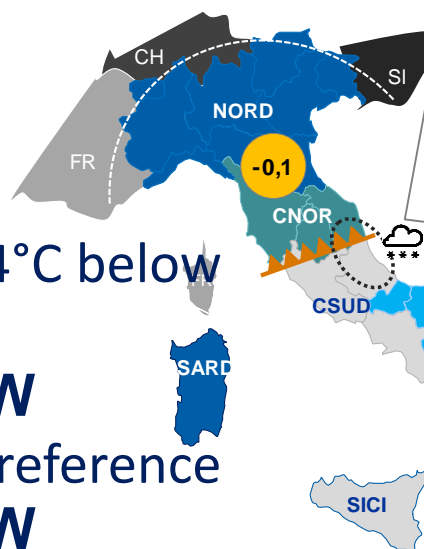 CH
SI
NORD
FR
-0,1
CNOR
4°C below
CSUD
SARD
W
reference
W
SICI